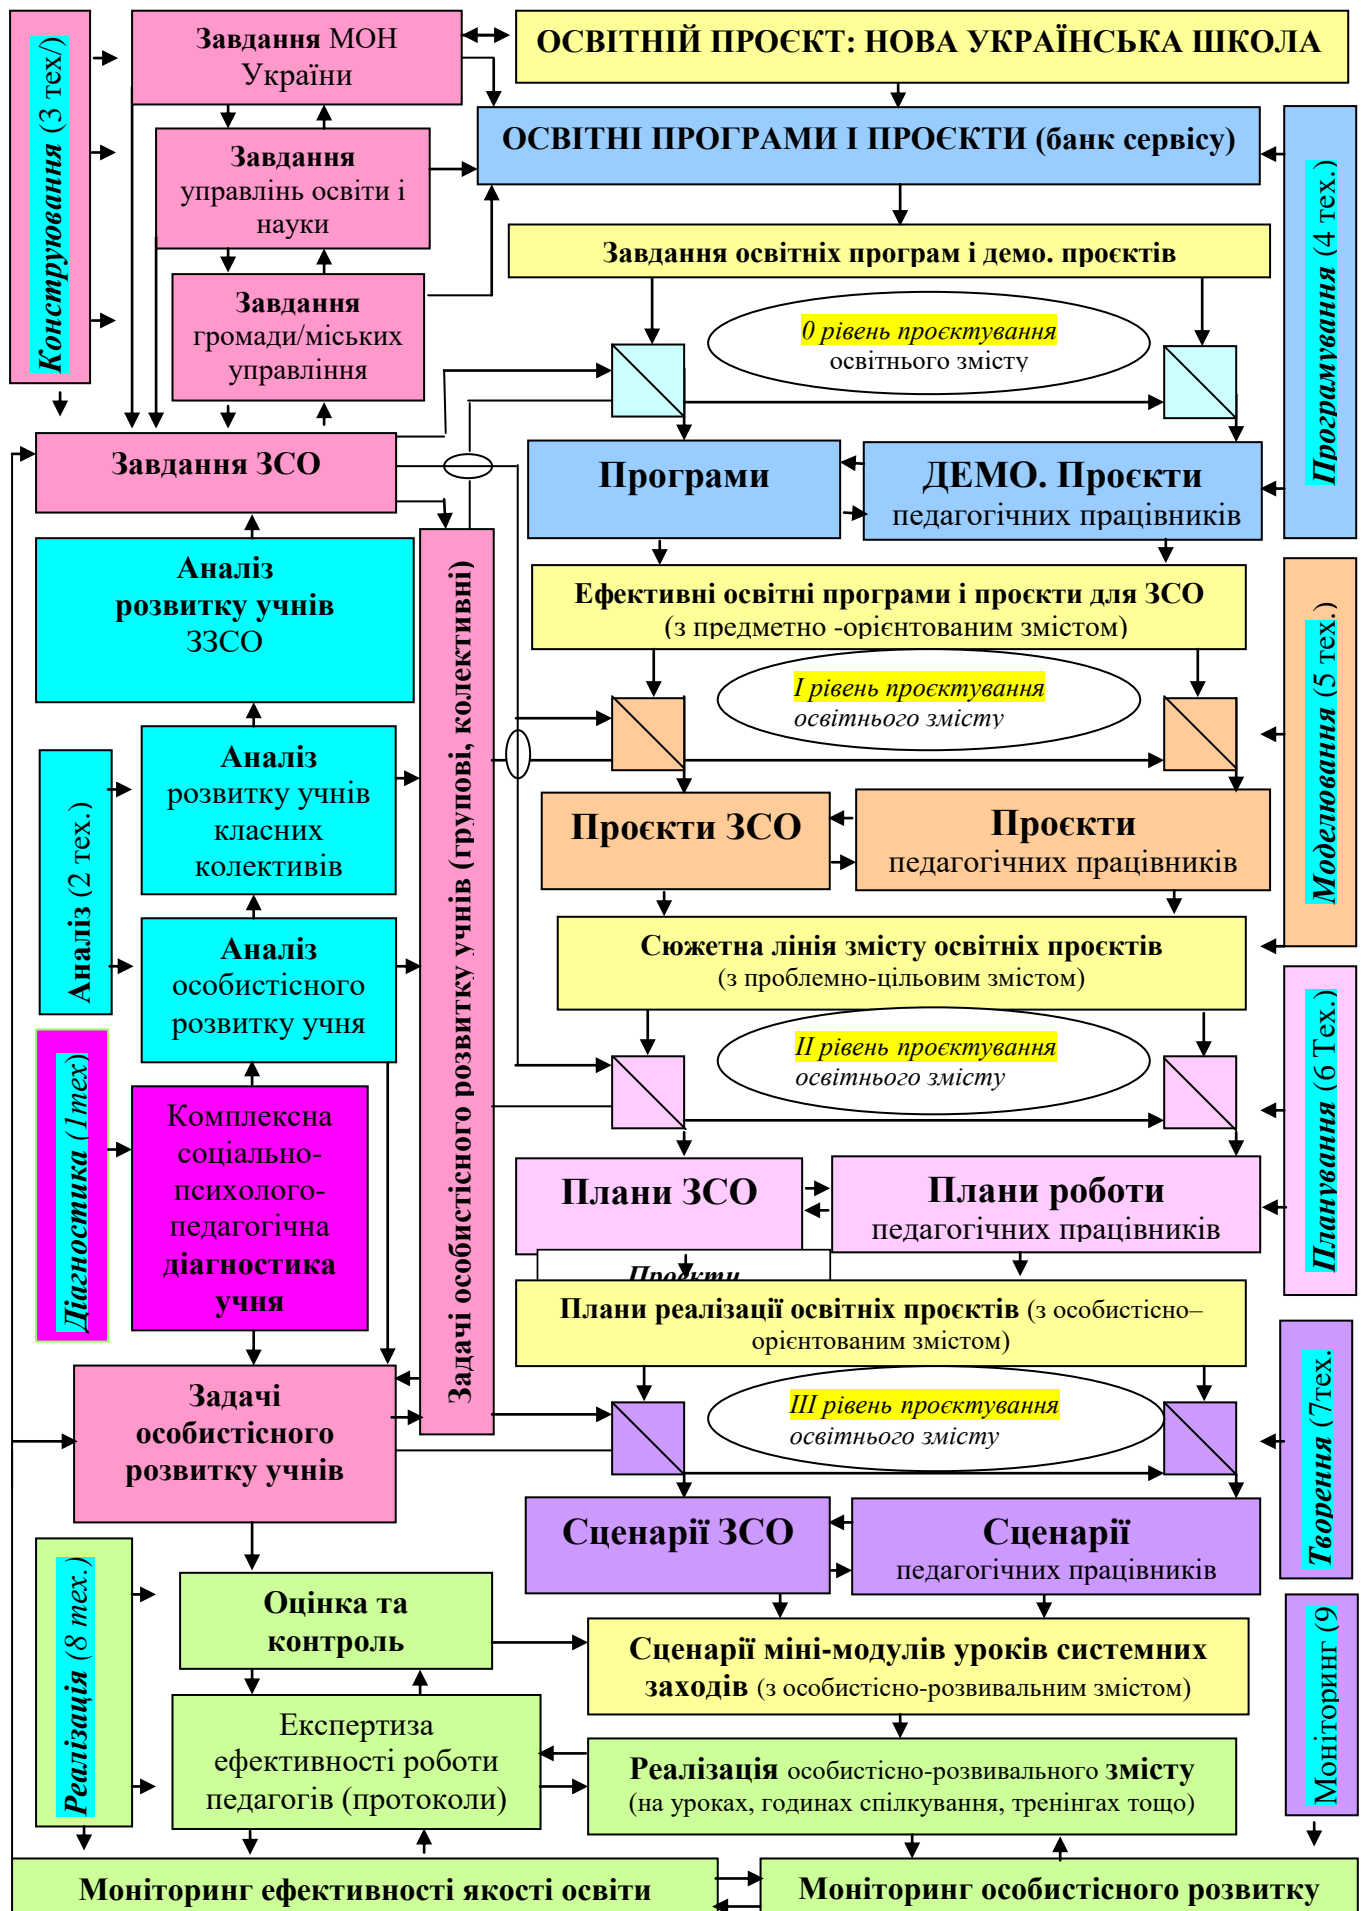 Конструювання (3 тех/)
Завдання МОН
України
ОСВІТНІЙ ПРОЄКТ: НОВА УКРАЇНСЬКА ШКОЛА
ОСВІТНІ ПРОГРАМИ І ПРОЄКТИ (банк сервісу)
Завдання
управлінь освіти і
науки
Програмування (4 тех.)
Завдання освітніх програм і демо. проєктів
Завдання
громади/міських
управління
0 рівень проєктування
освітнього змісту
Завдання ЗСО
Програми
ДЕМО. Проєкти
педагогічних працівників
Аналіз
розвитку учнів
ЗЗСО
Задачі особистісного розвитку учнів (групові, колективні)
Ефективні освітні програми і проєкти для ЗСО
(з предметно -орієнтованим змістом)
Моделювання (5 тех.)
І рівень проєктування
освітнього змісту
Аналіз (2 тех.)
Аналіз
розвитку учнів
класних
колективів
Проєкти ЗСО
Проєкти
педагогічних працівників
Аналіз
особистісного
розвитку учня
Сюжетна лінія змісту освітніх проєктів
(з проблемно-цільовим змістом)
Планування (6 Тех.)
ІІ рівень проєктування
освітнього змісту
Діагностика (1тех)
Комплексна
соціально-
психолого-
педагогічна
діагностика
учня
Плани ЗСО
Плани роботи
педагогічних працівників
Проєкти
Плани реалізації освітніх проєктів (з особистісно–
орієнтованим змістом)
Творення (7тех.
Задачі
особистісного
розвитку учнів
ІІІ рівень проєктування
освітнього змісту
Сценарії ЗСО
Сценарії
педагогічних працівників
Реалізація (8 тех.)
Оцінка та
контроль
Сценарії міні-модулів уроків системних
заходів (з особистісно-розвивальним змістом)
Моніторинг (9
Експертиза
ефективності роботи
педагогів (протоколи)
Реалізація особистісно-розвивального змісту
(на уроках, годинах спілкування, тренінгах тощо)
Моніторинг ефективності якості освіти
Моніторинг особистісного розвитку